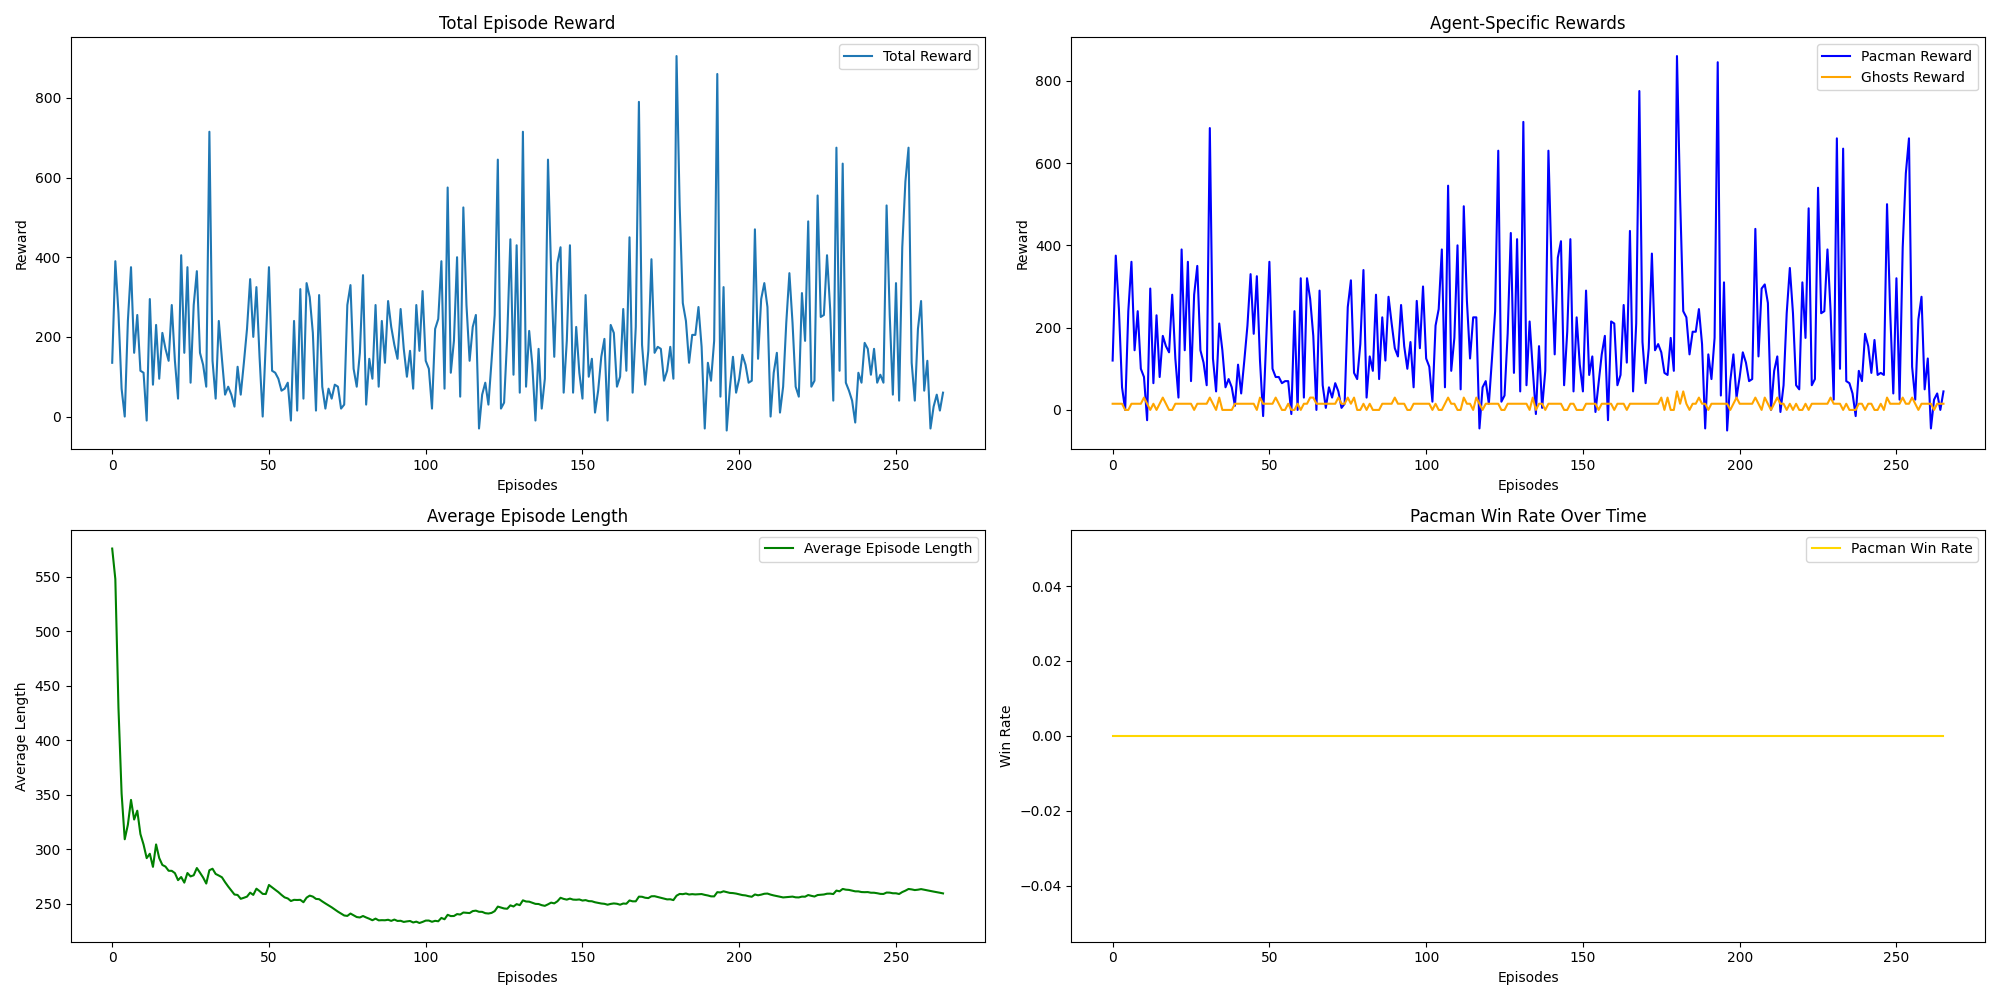 Total Episode Reward
Total Reward
Reward
800
600
400
200
0
0 50 100 150 200 250
Episodes
Agent-Specific Rewards
Pacman Reward
Ghosts Reward
Reward
800
600
400
200
0
0 50 100 150 200 250
Episodes
Average Episode Length
Average Episode Length
Average Length
550
500
450
400
350
300
250
0 50 100 150 200 250
Episodes
Pacman Win Rate Over Time
Pacman Win Rate
Win Rate
0.04
0.02
0.00
−0.02
−0.04
0 50 100 150 200 250
Episodes